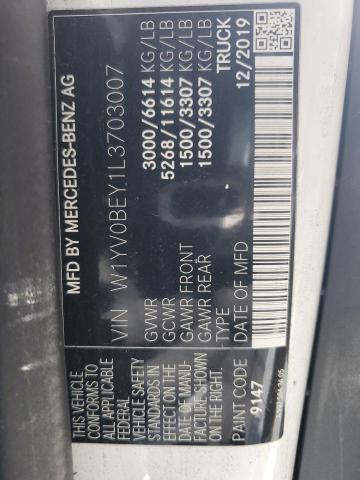 MFD BY MERCEDES-BENZ AG
VIN W1YV0BEY1L3703007
GVWR 3000/6614 KG/LB
GCWR 5268/11614 KG/LB
GAWR FRONT 1500/3307 KG/LB
GAWR REAR 1500/3307 KG/LB
TYPE TRUCK
DATE OF MFD 12/2019
THIS VEHICLE
CONFORMS TO
ALL APPLICABLE
FEDERAL
VEHICLE SAFETY
STANDARDS IN
EFFECT ON THE
DATE OF MANU-
FACTURE SHOWN
ABOVE.
PAINT CODE
9147